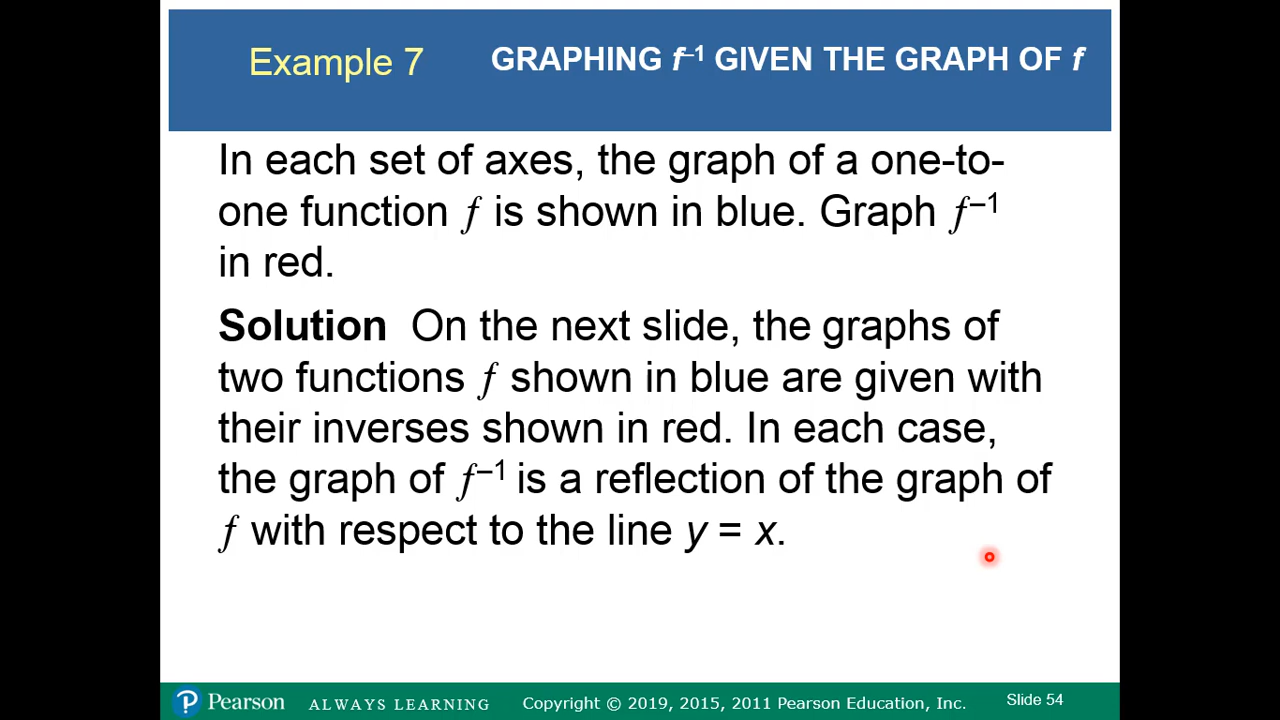 Example 7 GRAPHING f⁻¹ GIVEN THE GRAPH OF f
In each set of axes, the graph of a one-to-
one function f is shown in blue. Graph f⁻¹
in red.
Solution On the next slide, the graphs of
two functions f shown in blue are given with
their inverses shown in red. In each case,
the graph of f⁻¹ is a reflection of the graph of
f with respect to the line y = x.
P Pearson ALWAYS LEARNING Copyright © 2019, 2015, 2011 Pearson Education, Inc. Slide 54